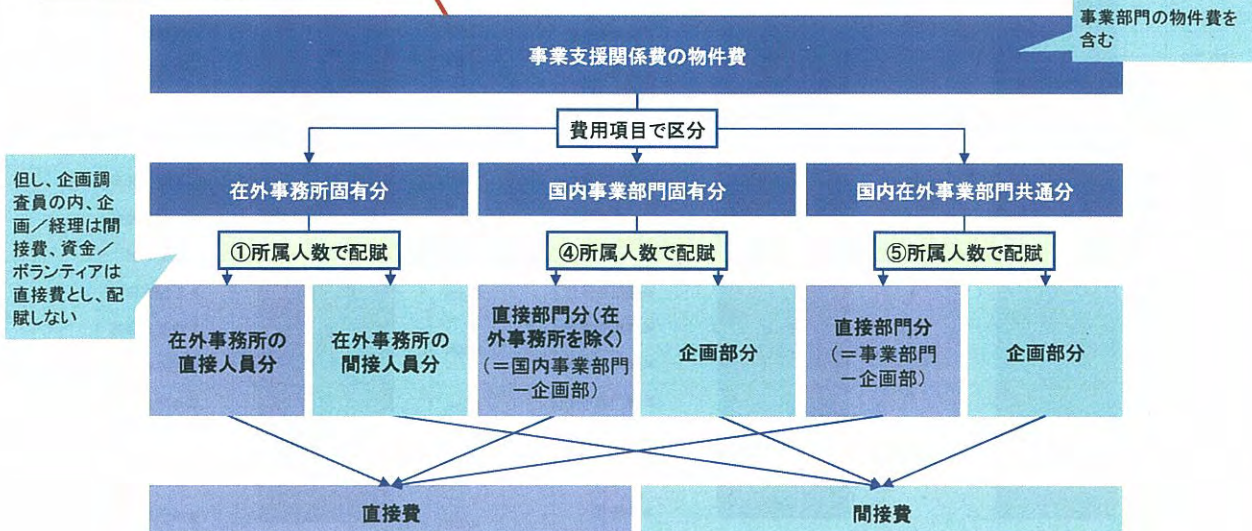 事業部門の物件費を
含む
事業支援関係費の物件費
費用項目で区分
但し、企画調
査員の内、企
画／経理は間
接費、資金／
ボランティアは
直接費とし、配
賦しない
在外事務所固有分
国内事業部門固有分
国内在外事業部門共通分
①所属人数で配賦
④所属人数で配賦
⑤所属人数で配賦
在外事務所の
直接人員分
在外事務所の
間接人員分
直接部門分(在
外事務所を除く)
(＝国内事業部門
－企画部)
企画部分
直接部門分
(＝事業部門
－企画部)
企画部分
直接費
間接費